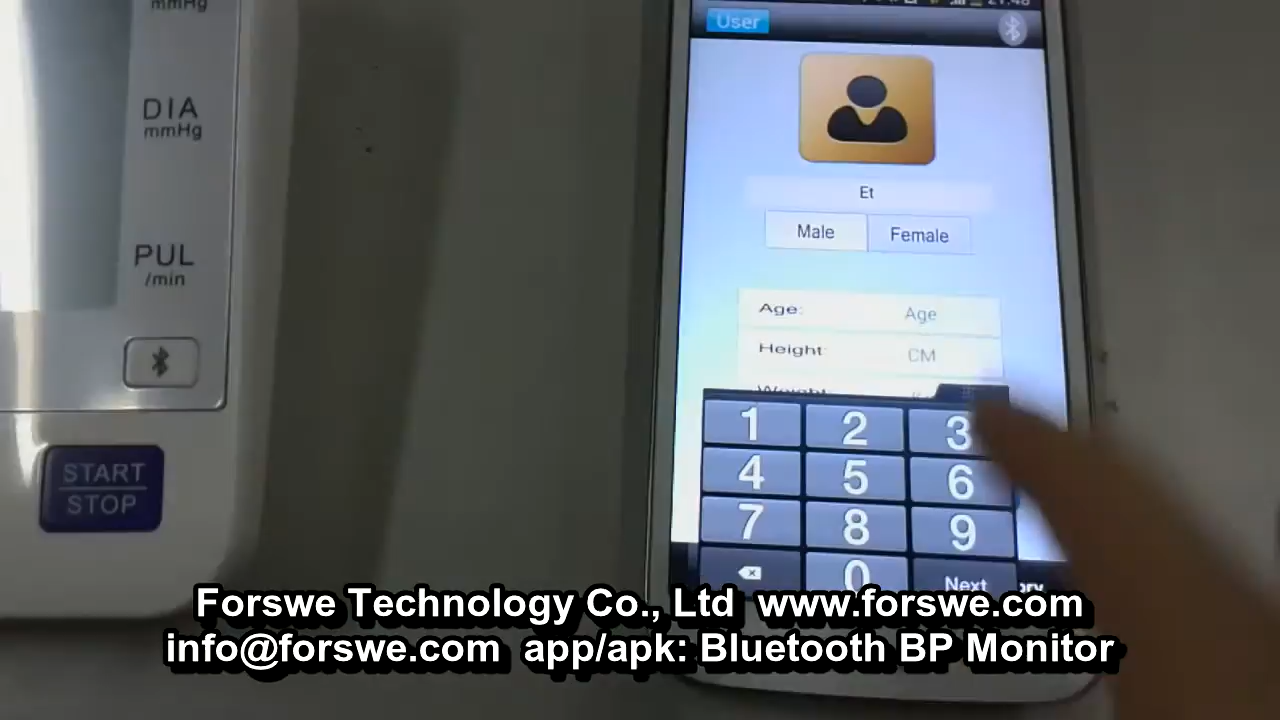 mmHg
DIA
mmHg
PUL
/min
START
STOP
User
Et
Male Female
Age: Age
Height: CM
Weight:
1 2 3
4 5 6
7 8 9
0 Next
Forswe Technology Co., Ltd www.forswe.com
info@forswe.com app/apk: Bluetooth BP Monitor